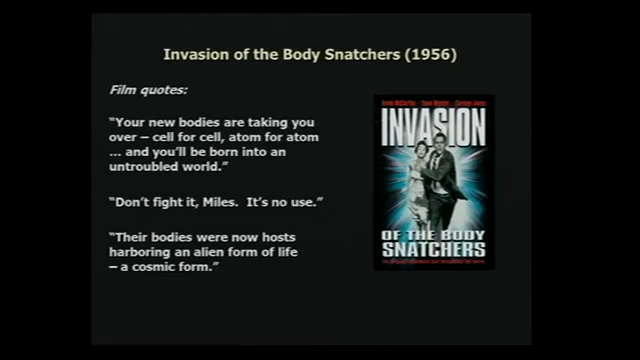 Invasion of the Body Snatchers (1956)
Film quotes:
“Your new bodies are taking you
over – cell for cell, atom for atom
... and you’ll be born into an
untroubled world.”
“Don’t fight it, Miles.  It’s no use.”
“Their bodies were now hosts
harboring an alien form of life
– a cosmic form.”
INVASION
OF THE BODY
SNATCHERS